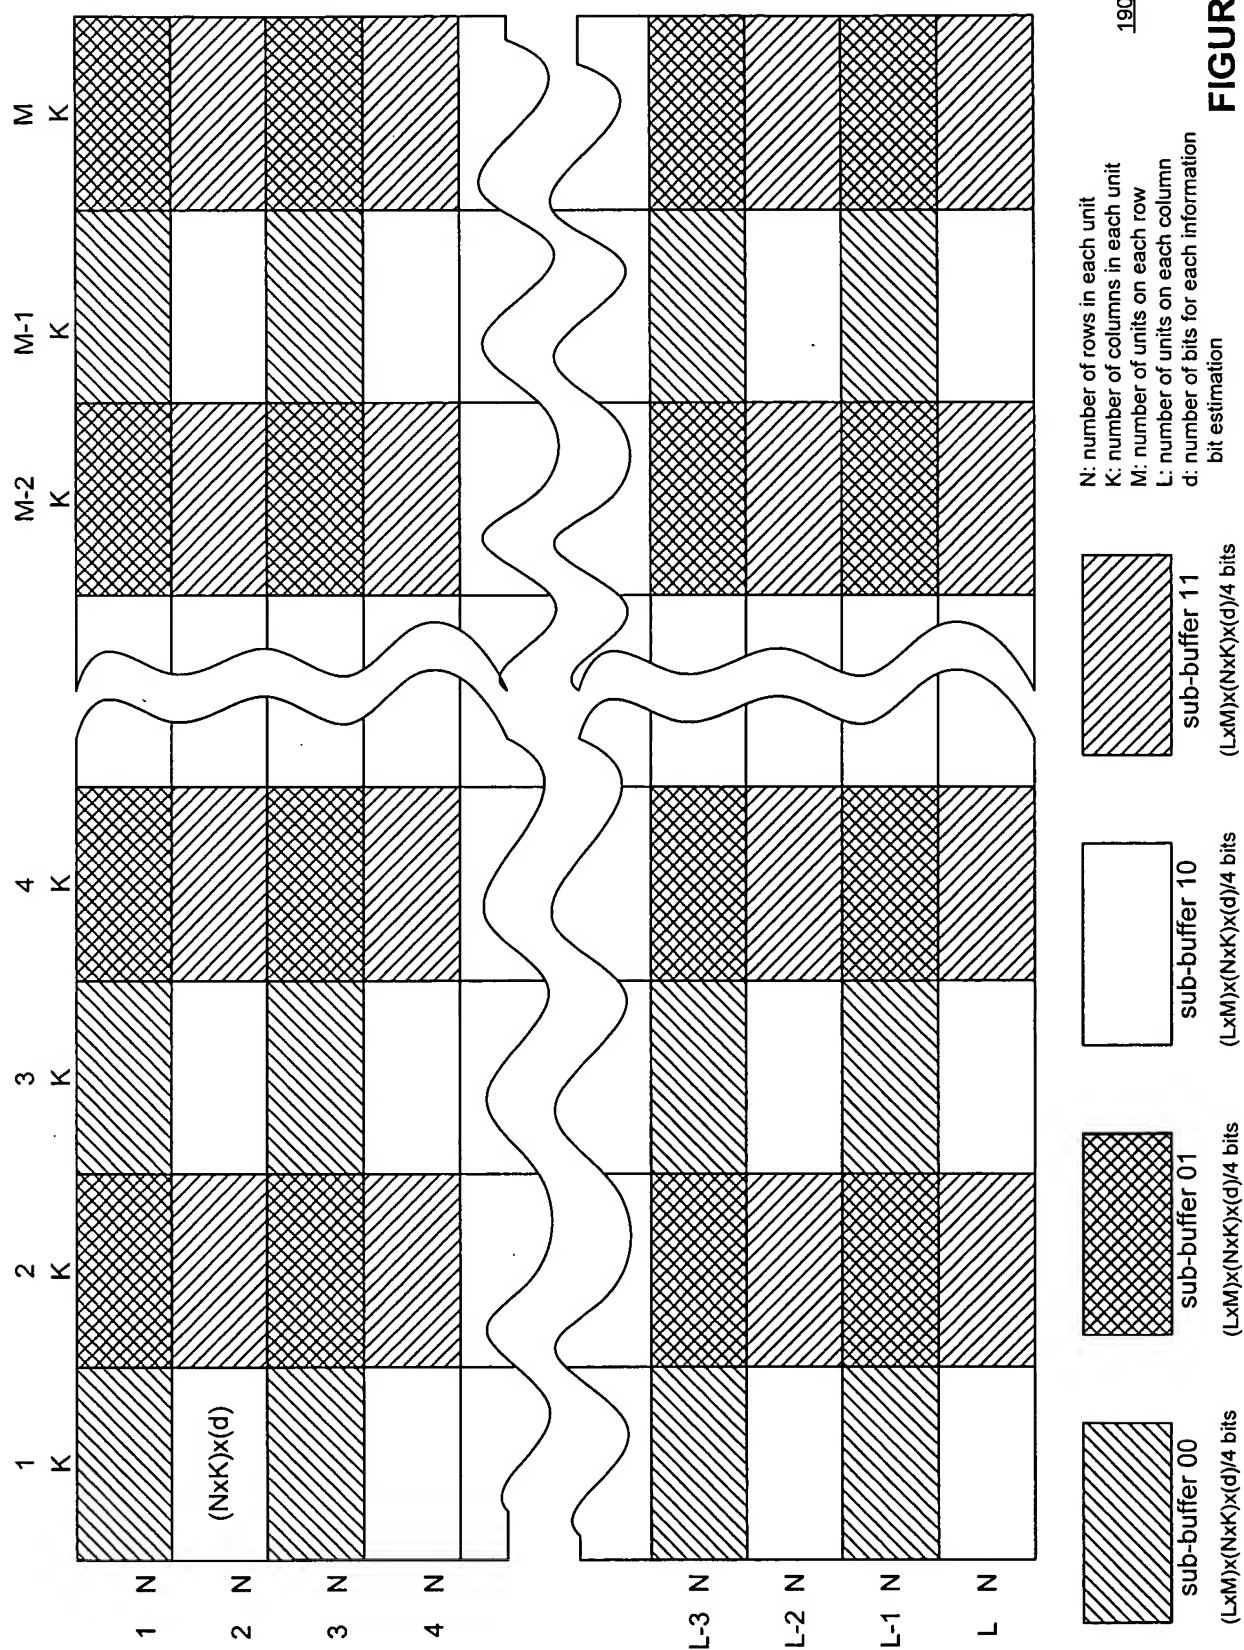 1 2 3 4 M-2 M-1 M
K K K K K K K
1 N
2 N (NxK)x(d)
3 N
4 N
L-3 N
L-2 N
L-1 N
L N
sub-buffer 00
(LxM)x(NxK)x(d)/4 bits
sub-buffer 01
(LxM)x(NxK)x(d)/4 bits
sub-buffer 10
(LxM)x(NxK)x(d)/4 bits
sub-buffer 11
(LxM)x(NxK)x(d)/4 bits
N: number of rows in each unit
K: number of columns in each unit
M: number of units on each row
L: number of units on each column
d: number of bits for each information
bit estimation